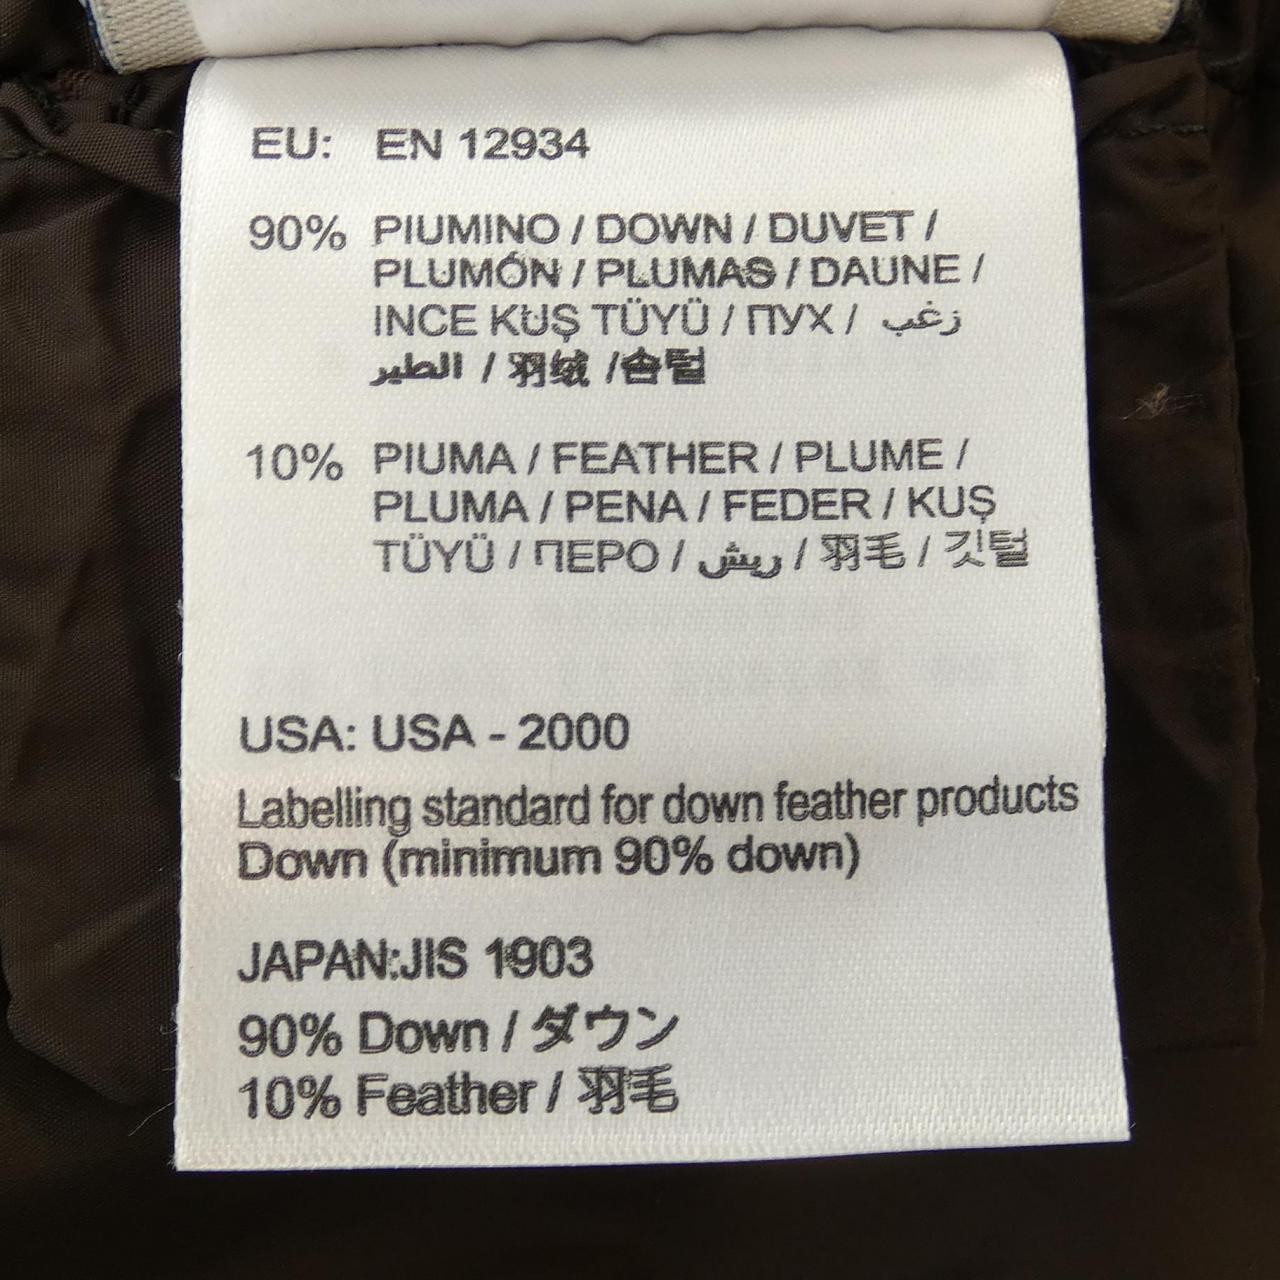 EU: EN 12934
90% PIUMINO / DOWN / DUVET /
PLUMÓN / PLUMAS / DAUNE /
INCE KUŞ TÜYÜ / ПУХ / زغب
الطير / 羽绒 /솜털
10% PIUMA / FEATHER / PLUME /
PLUMA / PENA / FEDER / KUŞ
TÜYÜ / ПЕРО / ريش / 羽毛 / 깃털
USA: USA - 2000
Labelling standard for down feather products
Down (minimum 90% down)
JAPAN:JIS 1903
90% Down / ダウン
10% Feather / 羽毛